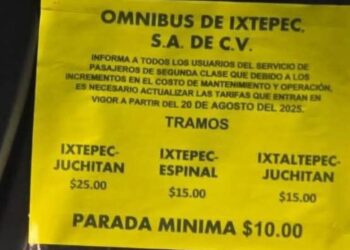 OMNIBUS DE IXTEPEC,
S.A. DE C.V.
INFORMA A TODOS LOS USUARIOS DEL SERVICIO DE
PASAJEROS DE SEGUNDA CLASE QUE DEBIDO A LOS
INCREMENTOS EN EL COSTO DE MANTENIMIENTO Y OPERACIÓN,
ES NECESARIO ACTUALIZAR LAS TARIFAS QUE ENTRAN EN
VIGOR A PARTIR DEL 20 DE AGOSTO DEL 2025.
TRAMOS
IXTEPEC-
JUCHITAN
$25.00
IXTEPEC-
ESPINAL
$15.00
IXTALTEPEC-
JUCHITAN
$15.00
PARADA MINIMA $10.00